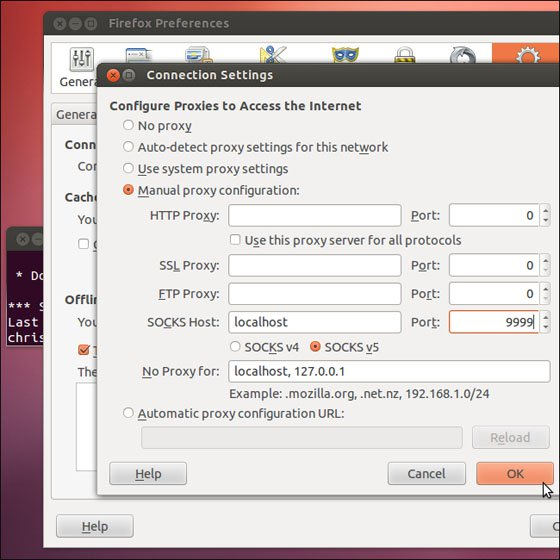 Firefox Preferences
General
Connection Settings
Configure Proxies to Access the Internet
No proxy
Auto-detect proxy settings for this network
Use system proxy settings
Manual proxy configuration:
HTTP Proxy: Port: 0
Use this proxy server for all protocols
SSL Proxy: Port: 0
FTP Proxy: Port: 0
SOCKS Host: localhost Port: 9999
SOCKS v4 SOCKS v5
No Proxy for: localhost, 127.0.0.1
Example: .mozilla.org, .net.nz, 192.168.1.0/24
Automatic proxy configuration URL:
Reload
Help Cancel OK
Genera
Conn
Cor
Cache
You
Offlin
You
The
Help
* Do
*** S
Last
chris